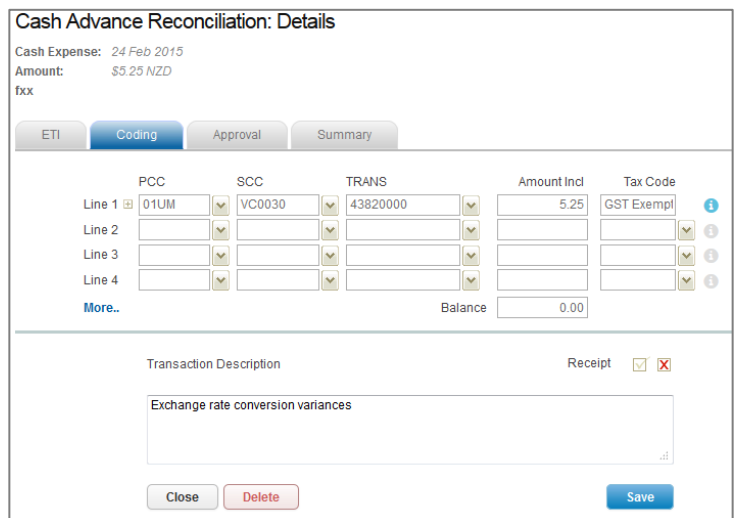 Cash Advance Reconciliation: Details
Cash Expense: 24 Feb 2015
Amount: $5.25 NZD
fxx
ETI Coding Approval Summary
PCC SCC TRANS Amount Incl Tax Code
Line 1 01UM VC0030 43820000 5.25 GST Exempt
Line 2
Line 3
Line 4
More.. Balance 0.00
Transaction Description Receipt
Exchange rate conversion variances
Close Delete Save